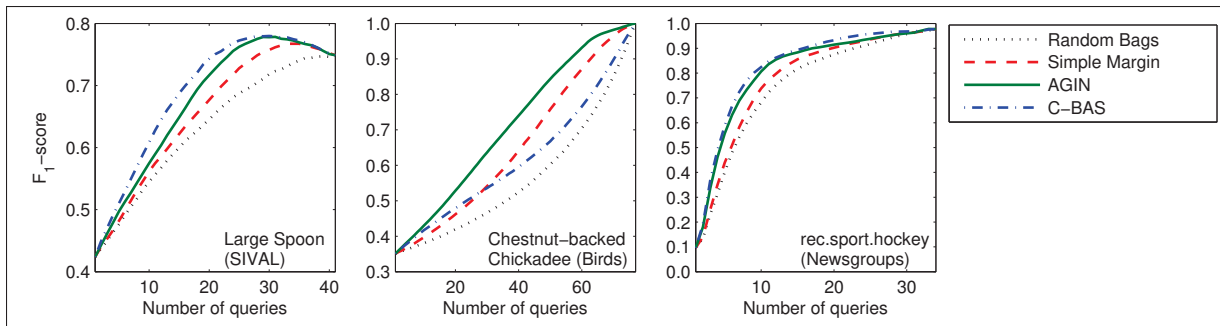 F1-score
0.8
0.7
0.6
0.5
0.4
10 20 30 40
Number of queries
Large Spoon
(SIVAL)
1.0
0.9
0.8
0.7
0.6
0.5
0.4
0.3
20 40 60
Number of queries
Chestnut-backed
Chickadee (Birds)
1.0
0.9
0.8
0.7
0.6
0.5
0.4
0.3
0.2
0.1
0.0
10 20 30
Number of queries
rec.sport.hockey
(Newsgroups)
Random Bags
Simple Margin
AGIN
C-BAS